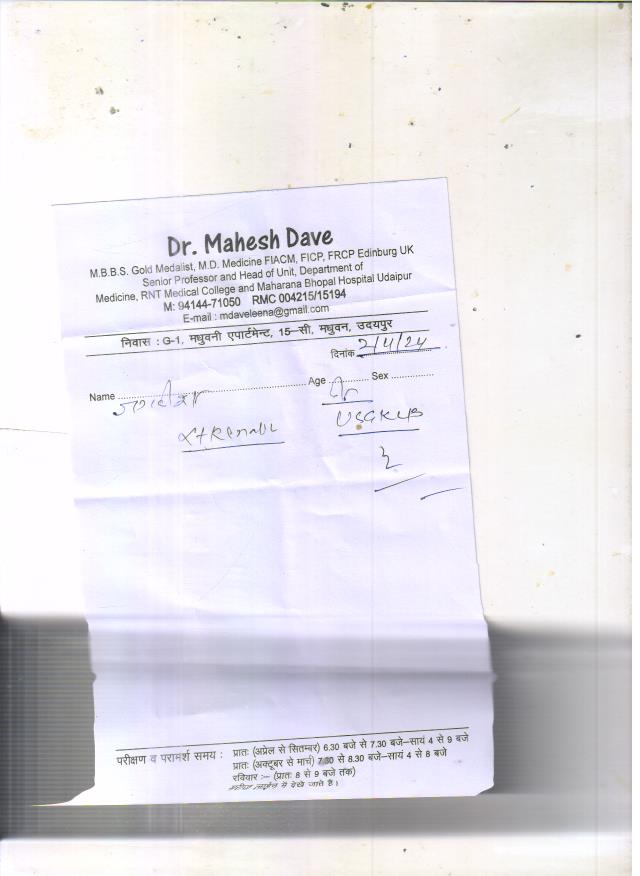 Dr. Mahesh Dave
M.B.B.S. Gold Medalist, M.D. Medicine FIACM, FICP, FRCP Edinburg UK
Senior Professor and Head of Unit, Department of
Medicine, RNT Medical College and Maharana Bhopal Hospital Udaipur
M: 94144-71050 RMC 004215/15194
E-mail : mdaveleena@gmail.com
निवास : G-1, मधुवनी एपार्टमेन्ट, 15-सी, मधुवन, उदयपुर
दिनांक 2/4/24
Name Age Sex
परीक्षण व परामर्श समय : प्रातः (अप्रेल से सितम्बर) 6.30 बजे से 7.30 बजे-सायं 4 से 9 बजे
प्रातः (अक्टूबर से मार्च) 7.30 से 8.30 बजे-सायं 4 से 8 बजे
रविवार :- (प्रातः 8 से 9 बजे तक)
में देखे जाते है।